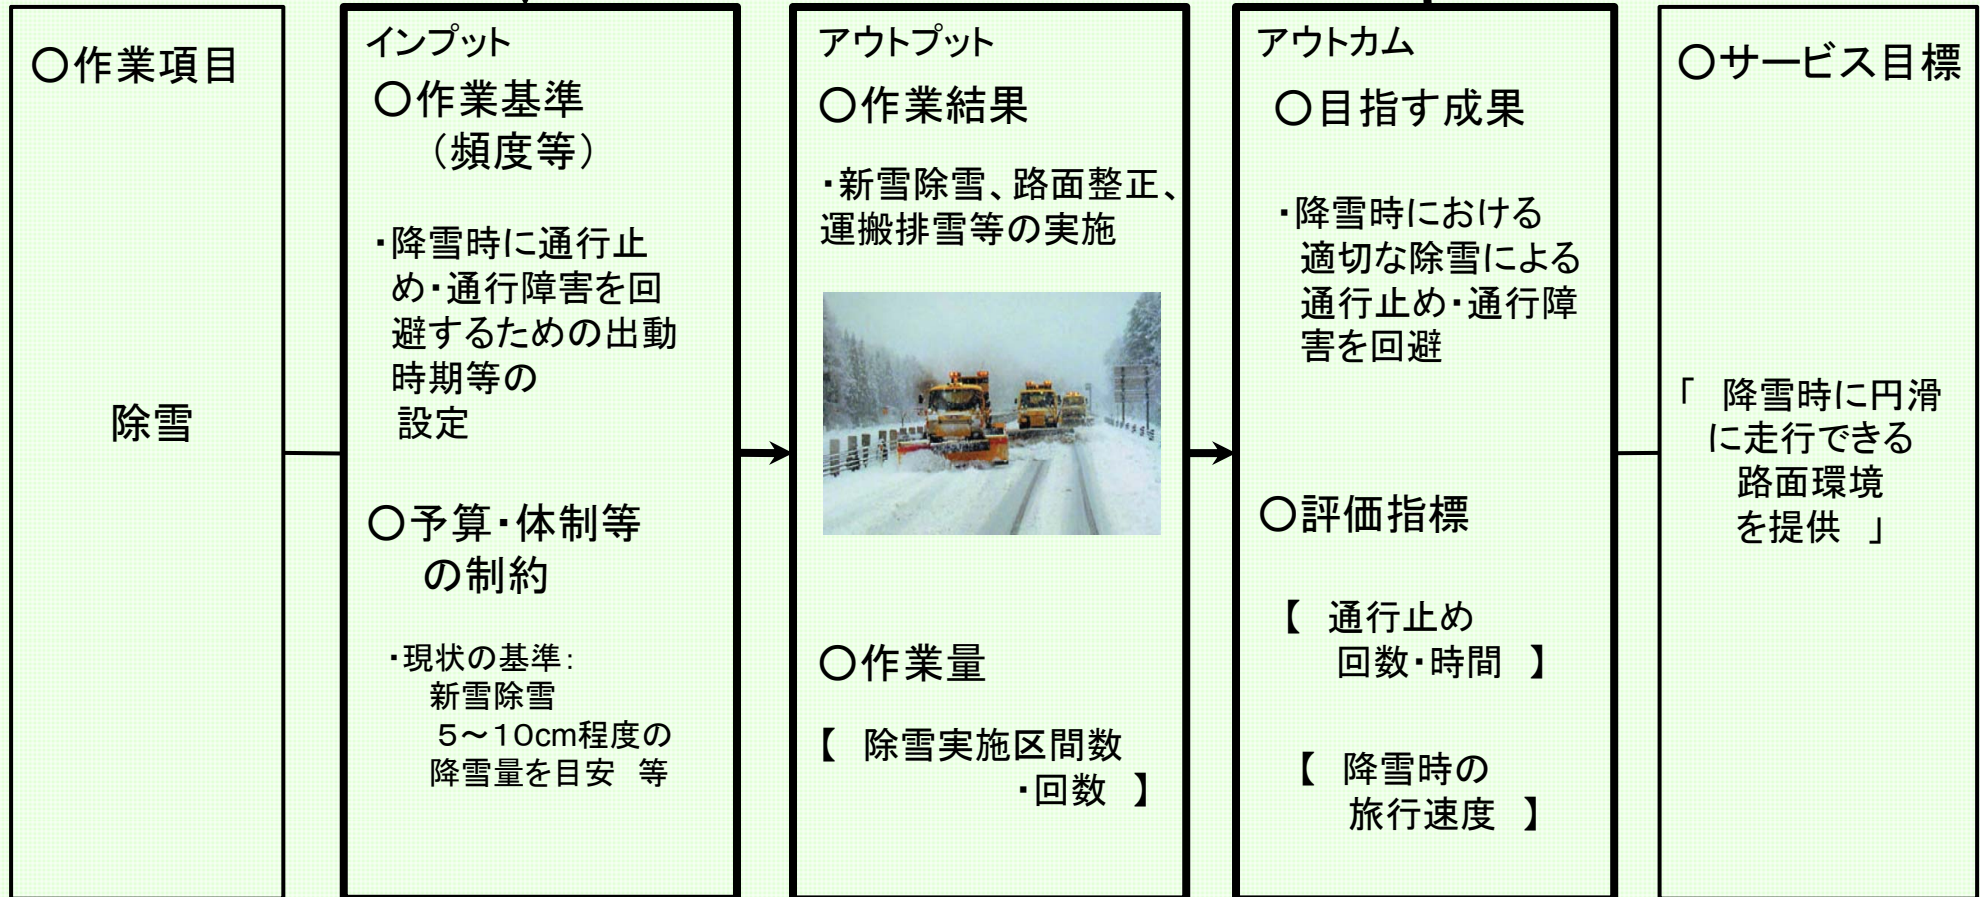 〇作業項目
除雪
インプット
〇作業基準
（頻度等）
・降雪時に通行止
め・通行障害を回
避するための出動
時期等の
設定
〇予算・体制等
の制約
・現状の基準：
新雪除雪
５～１０cm程度の
降雪量を目安　等
アウトプット
〇作業結果
・新雪除雪、路面整正、
運搬排雪等の実施
〇作業量
【　除雪実施区間数
・回数　】
アウトカム
〇目指す成果
・降雪時における
適切な除雪による
通行止め・通行障
害を回避
〇評価指標
【　通行止め
回数・時間　】
【　降雪時の
旅行速度　】
〇サービス目標
「　降雪時に円滑
に走行できる
路面環境
を提供　」